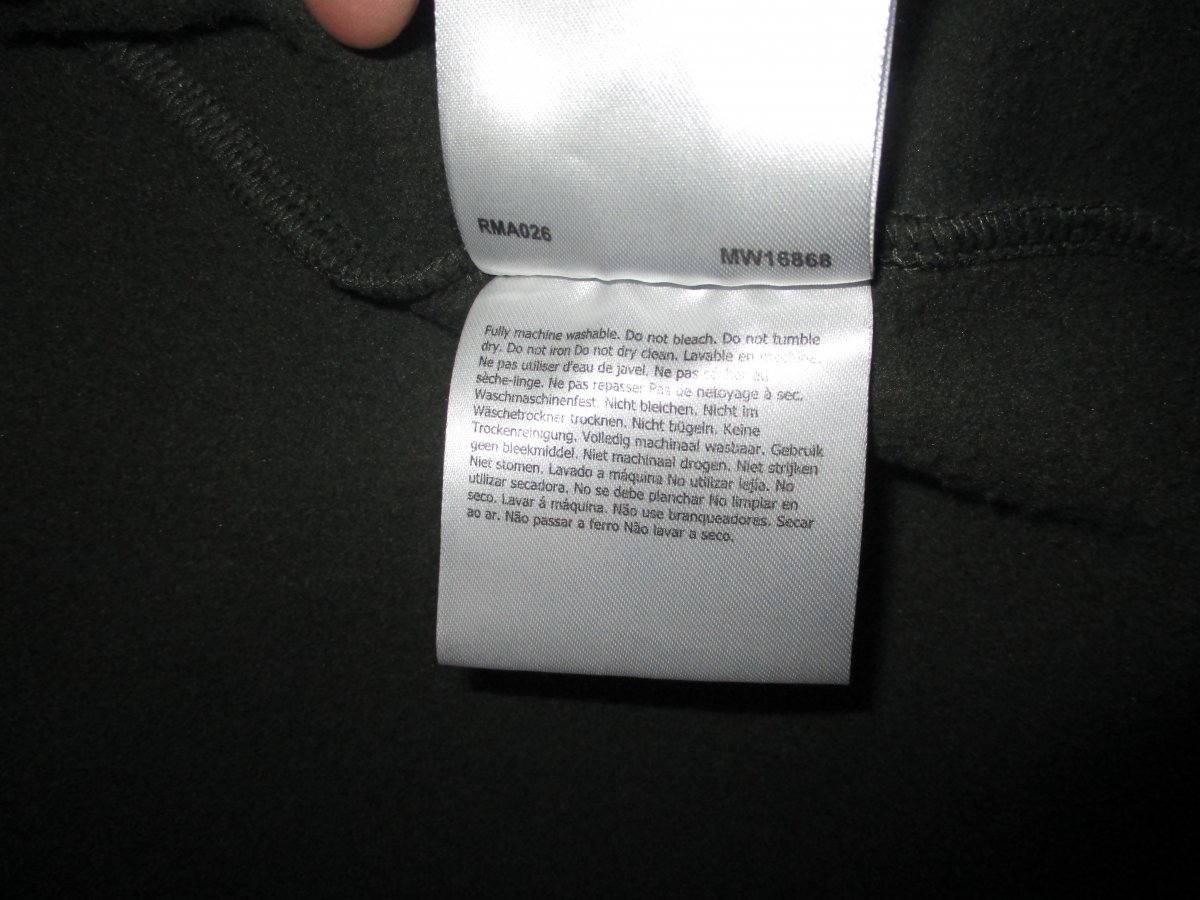 RMA026
MW16868
Fully machine washable. Do not bleach. Do not tumble
dry. Do not iron Do not dry clean. Lavable en machine.
Ne pas utiliser d'eau de javel. Ne pas au
sèche-linge. Ne pas repasser Pas de nettoyage à sec.
Waschmaschinenfest. Nicht bleichen. Nicht im
Wäschetrockner trocknen. Nicht bügeln. Keine
Trockenreinigung. Volledig machinaal wasbaar. Gebruik
geen bleekmiddel. Niet machinaal drogen. Niet strijken
Niet stomen. Lavado a máquina No utilizar lejía. No
utilizar secadora. No se debe planchar No limpiar en
seco. Lavar á máquina. Não use branqueadores. Secar
ao ar. Não passar a ferro Não lavar a seco.